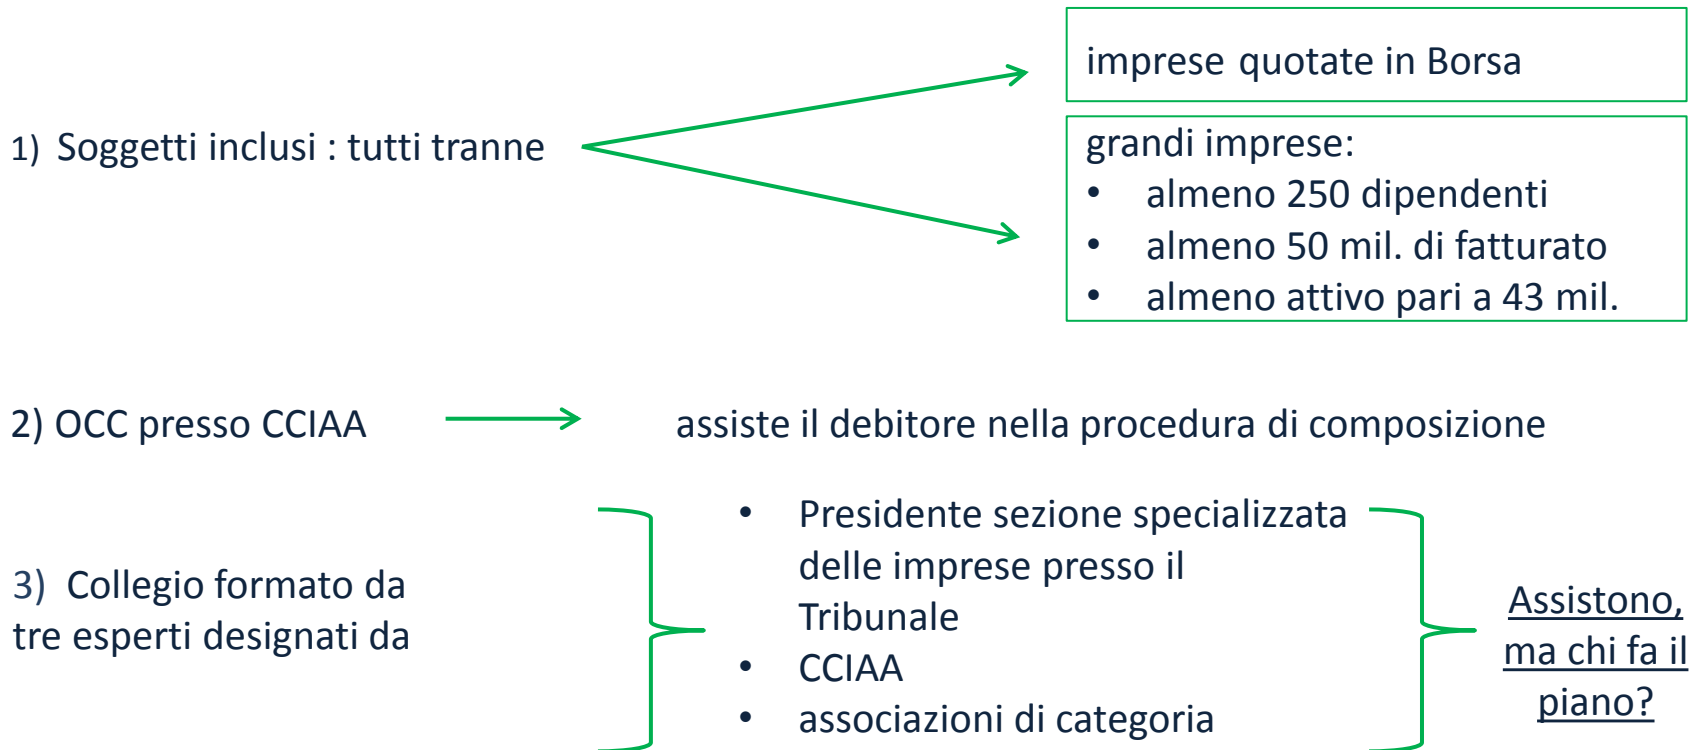 imprese quotate in Borsa
1) Soggetti inclusi : tutti tranne
grandi imprese:
• almeno 250 dipendenti
• almeno 50 mil. di fatturato
• almeno attivo pari a 43 mil.
2) OCC presso CCIAA
assiste il debitore nella procedura di composizione
3) Collegio formato da
tre esperti designati da
• Presidente sezione specializzata
delle imprese presso il
Tribunale
• CCIAA
• associazioni di categoria
Assistono,
ma chi fa il
piano?